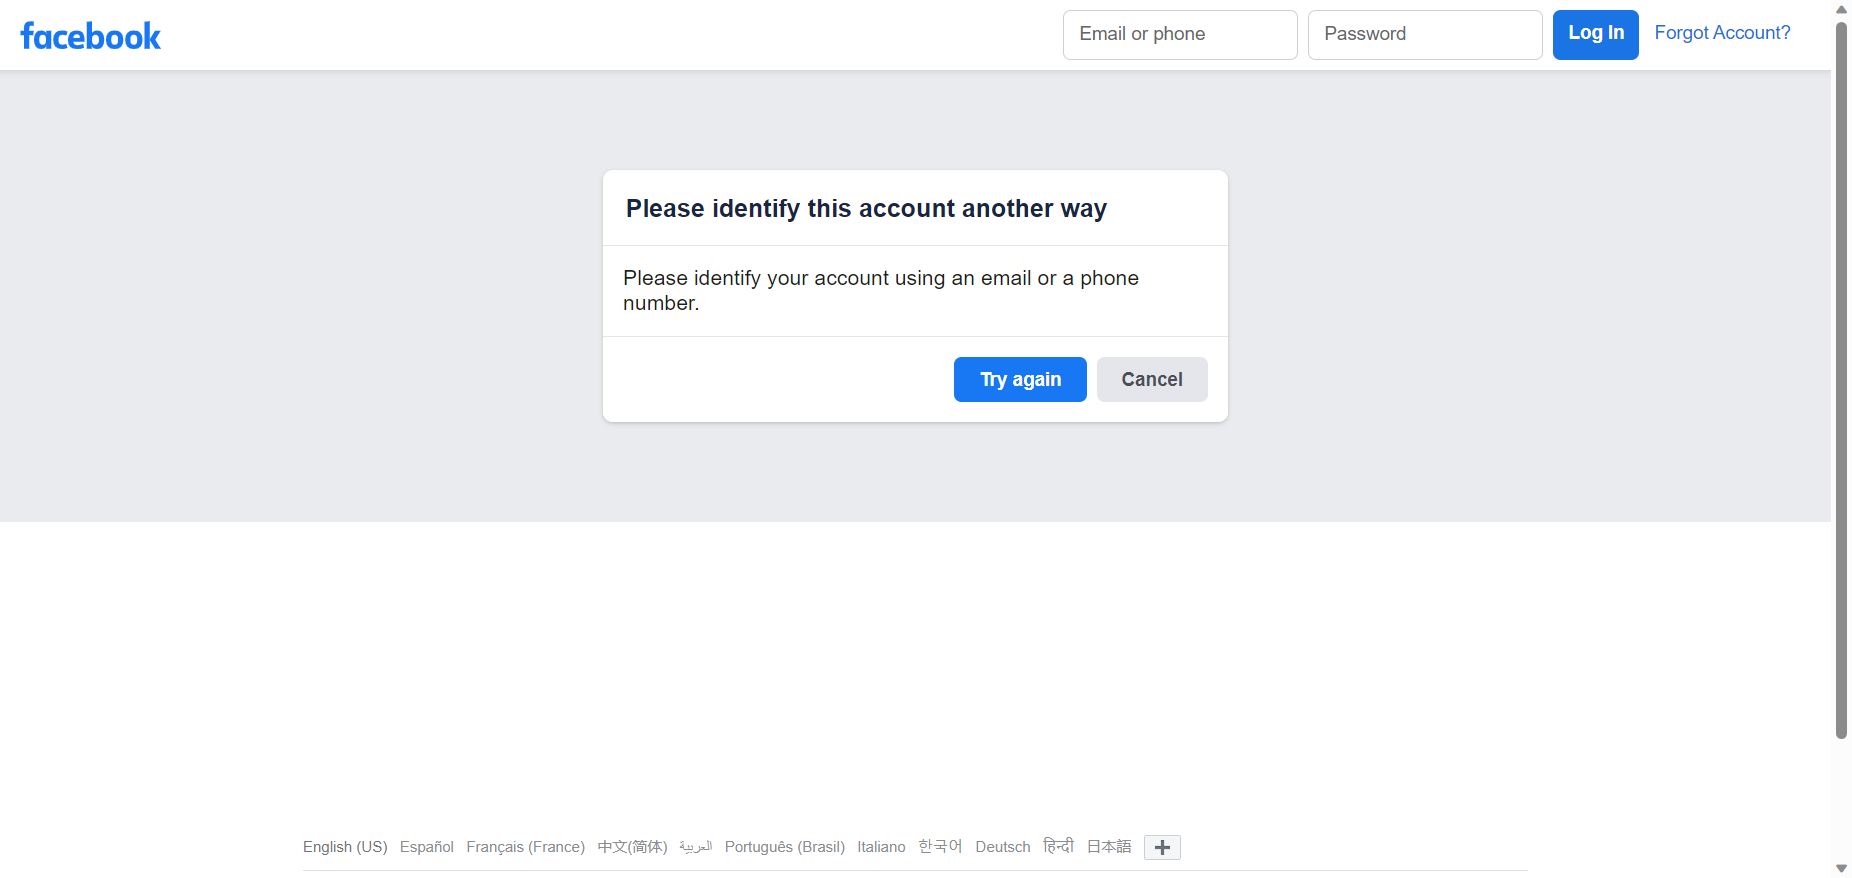 facebook
Email or phone
Password
Log In
Forgot Account?
Please identify this account another way
Please identify your account using an email or a phone
number.
Try again
Cancel
English (US) Español Français (France) 中文(简体) العربية Português (Brasil) Italiano 한국어 Deutsch हिन्दी 日本語